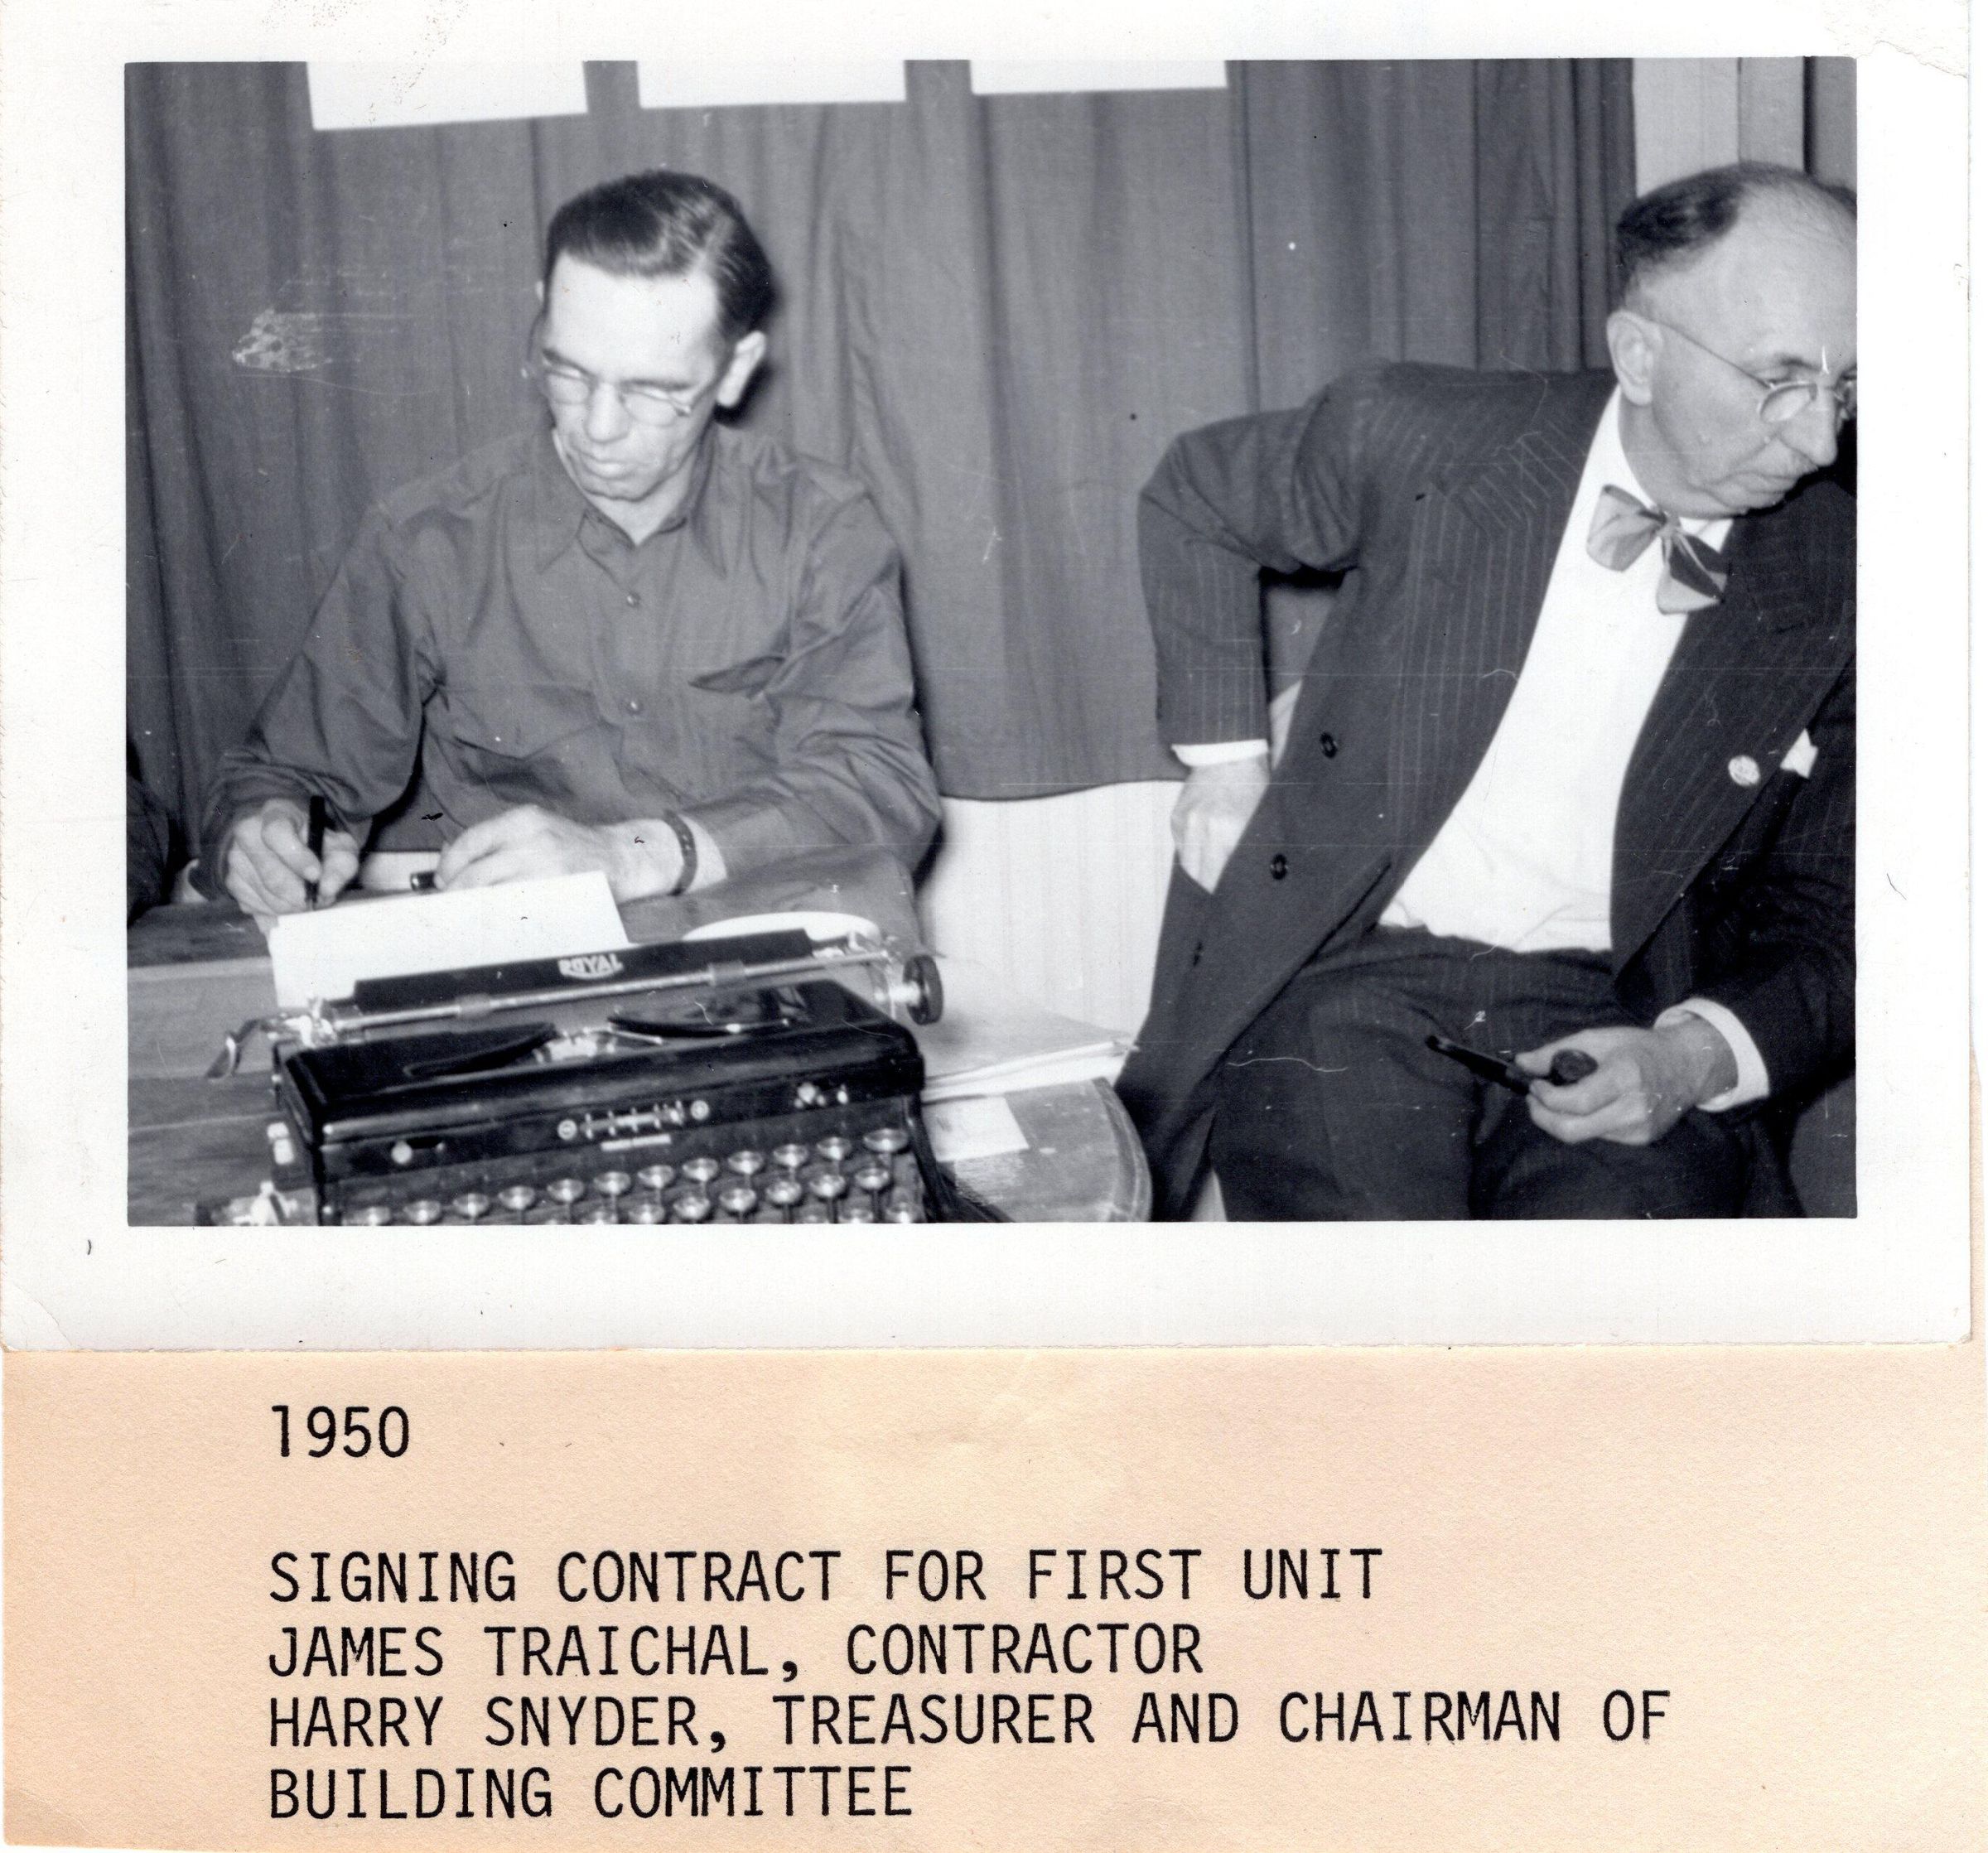 ROYAL
1950
SIGNING CONTRACT FOR FIRST UNIT
JAMES TRAICHAL, CONTRACTOR
HARRY SNYDER, TREASURER AND CHAIRMAN OF
BUILDING COMMITTEE